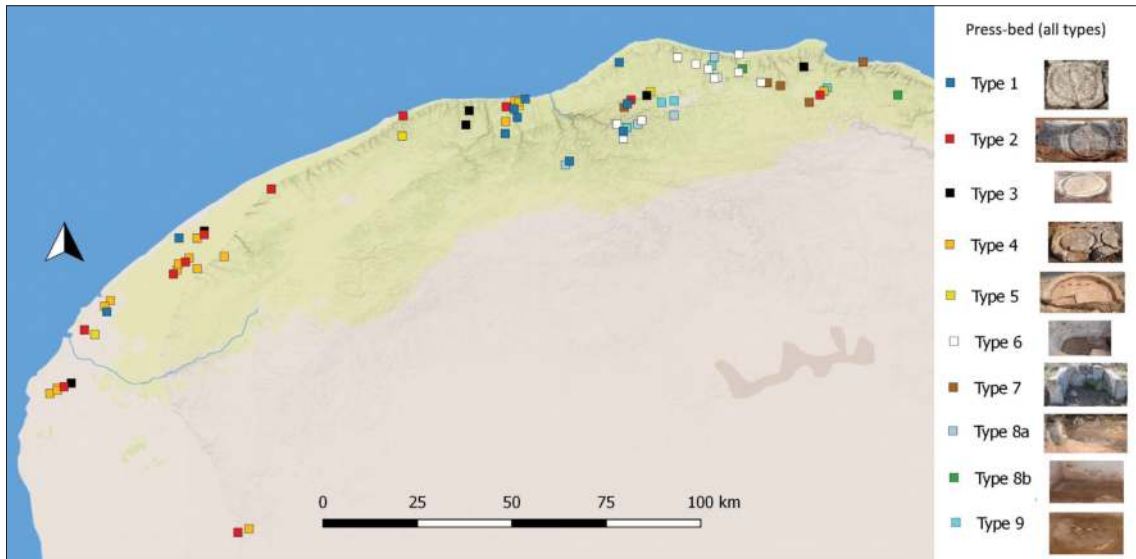 Press-bed (all types)
Type 1
Type 2
Type 3
Type 4
Type 5
Type 6
Type 7
Type 8a
Type 8b
Type 9
0 25 50 75 100 km